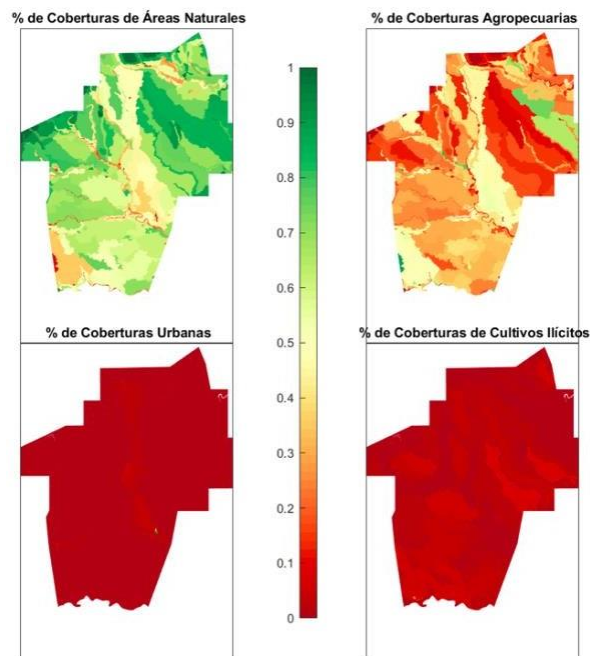 % de Coberturas de Áreas Naturales
% de Coberturas Agropecuarias
1
0.9
0.8
0.7
0.6
0.5
0.4
0.3
0.2
0.1
0
% de Coberturas Urbanas
% de Coberturas de Cultivos Ilícitos